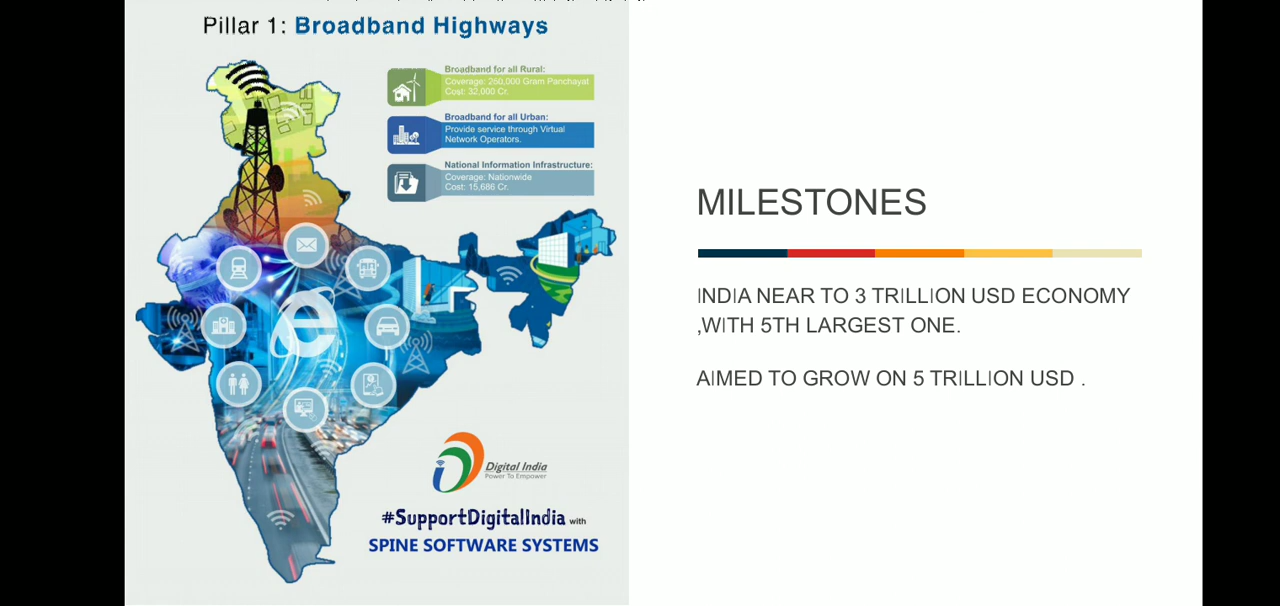 Pillar 1: Broadband Highways
Broadband for all Rural:
Coverage: 250,000 Gram Panchayat
Cost: 32,000 Cr.
Broadband for all Urban:
Provide service through Virtual
Network Operators.
National Information Infrastructure:
Coverage: Nationwide
Cost: 15,686 Cr.
Digital India
Power To Empower
#SupportDigitalIndia with
SPINE SOFTWARE SYSTEMS
MILESTONES
INDIA NEAR TO 3 TRILLION USD ECONOMY
,WITH 5TH LARGEST ONE.
AIMED TO GROW ON 5 TRILLION USD .